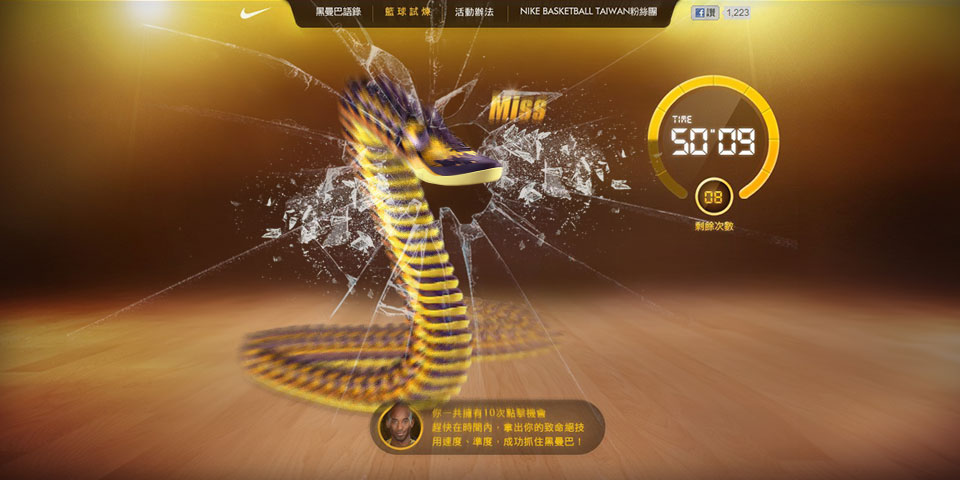 黑曼巴語錄
籃球試煉
活動辦法
NIKE BASKETBALL TAIWAN粉絲團
讚
1,223
Miss
TIME
50"09
08
剩餘次數
你一共擁有10次點擊機會
趕快在時間內，拿出你的致命絕技
用速度、準度，成功抓住黑曼巴！